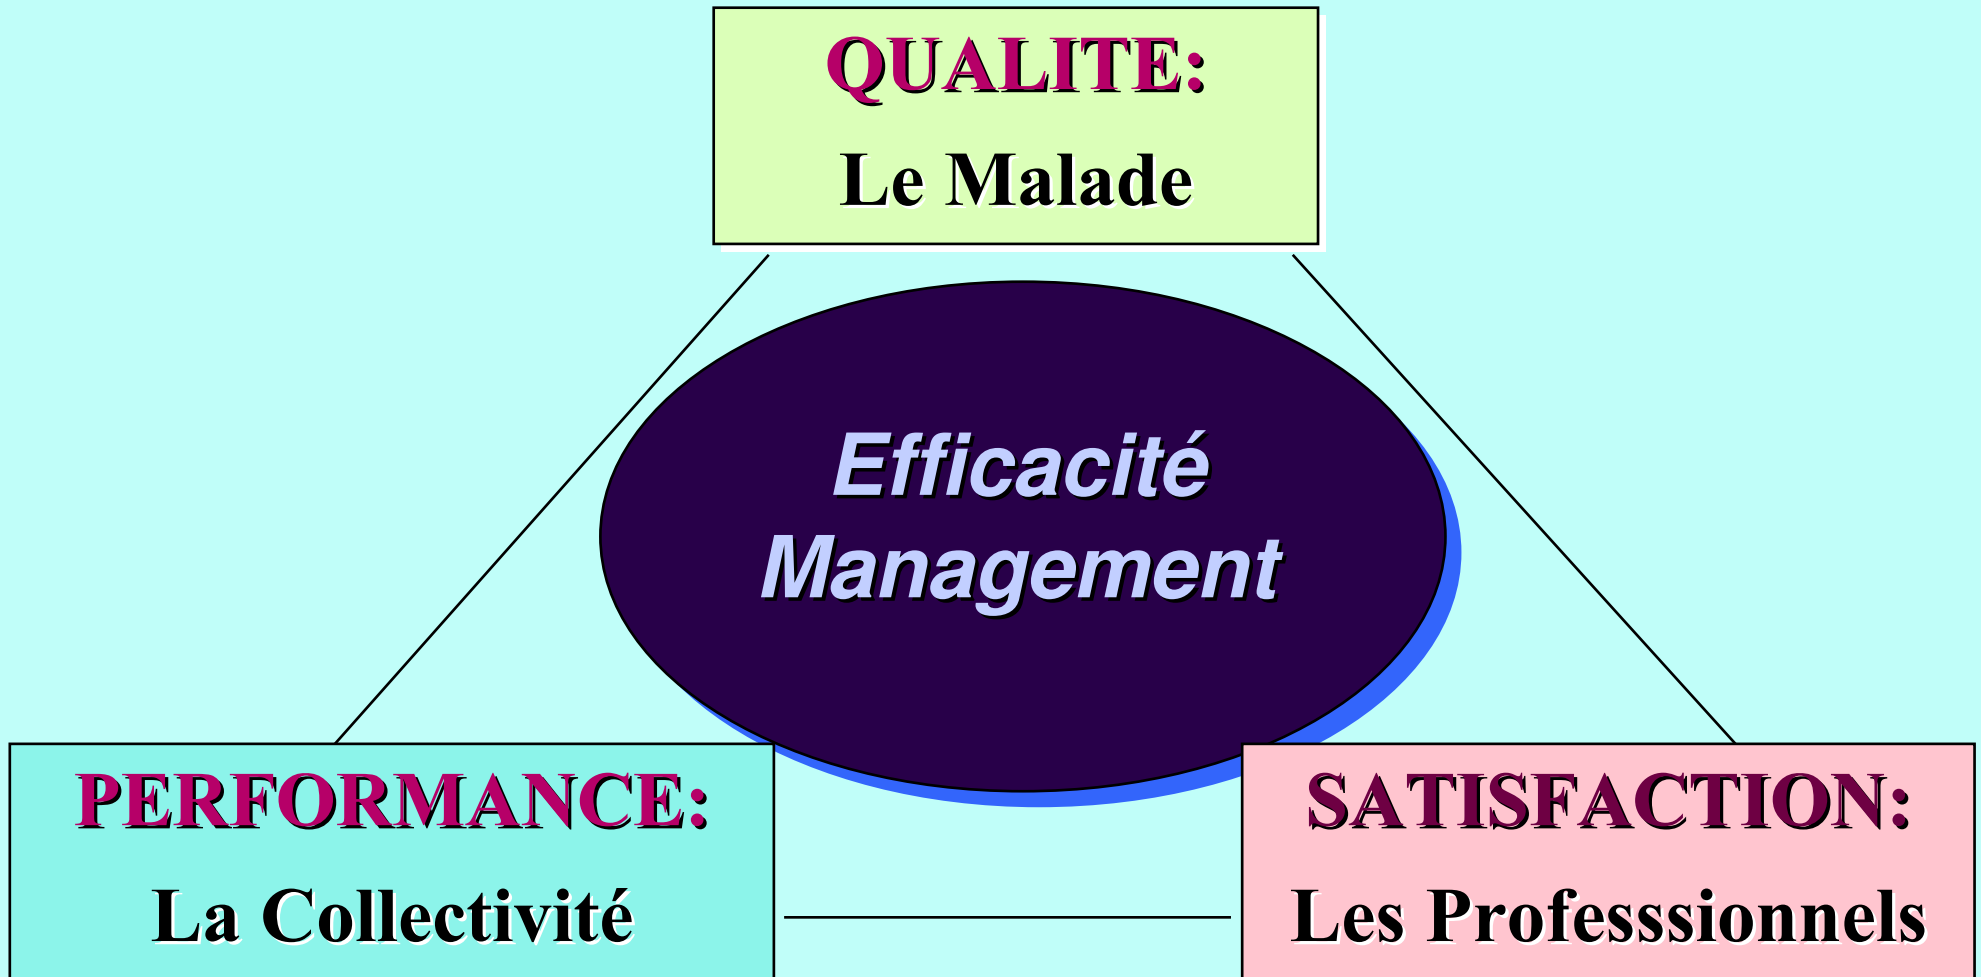 QUALITE:
Le Malade
Efficacité
Management
PERFORMANCE:
La Collectivité
SATISFACTION:
Les Professsionnels